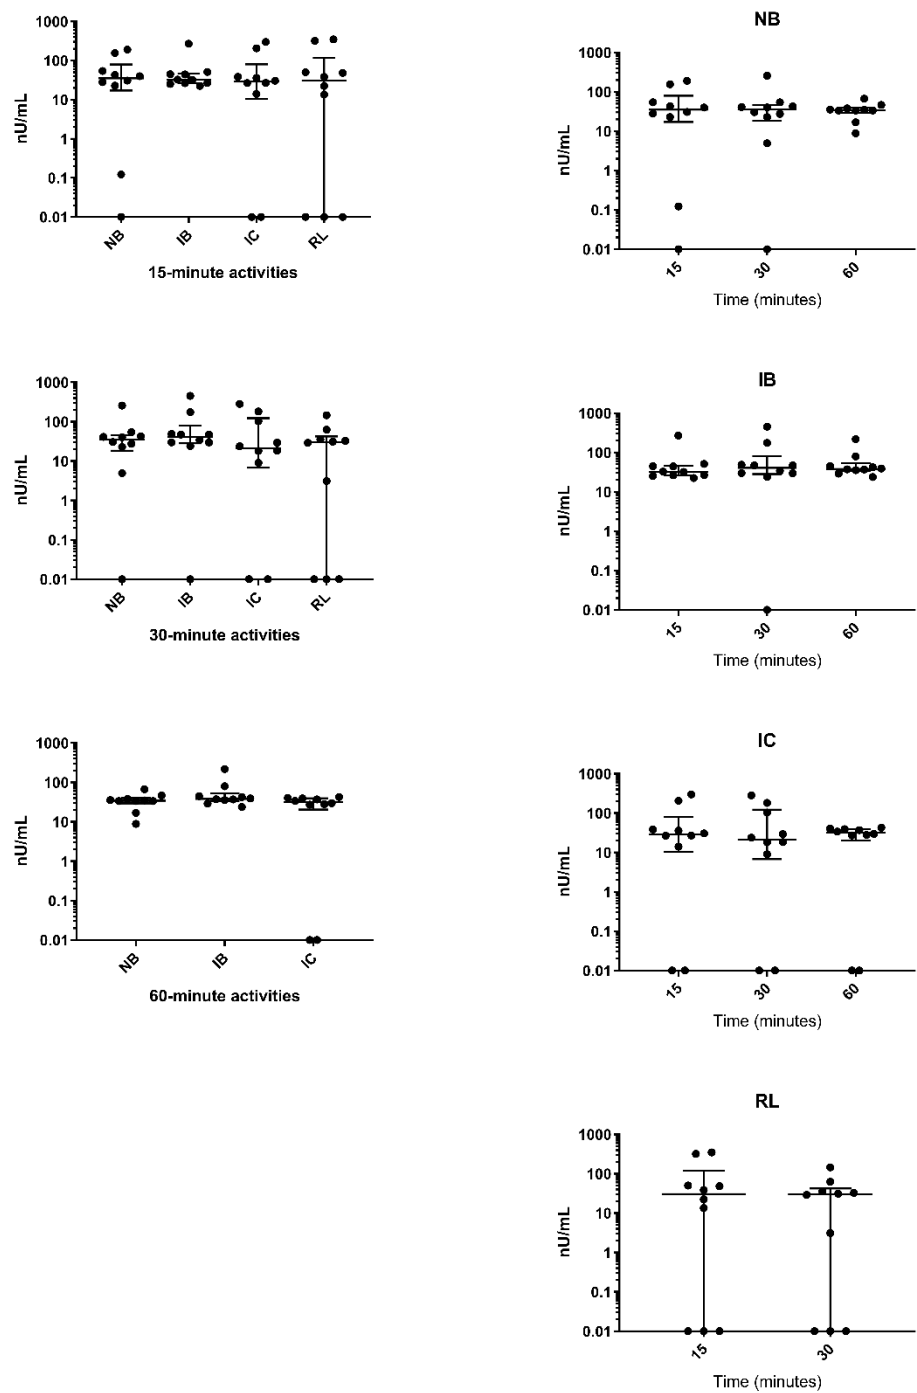 1000
100
10
1
0.1
0.01
nU/mL
NB
IB
IC
RL
15-minute activities
1000
100
10
1
0.1
0.01
nU/mL
NB
IB
IC
RL
30-minute activities
1000
100
10
1
0.1
0.01
nU/mL
NB
IB
IC
60-minute activities
NB
1000
100
10
1
0.1
0.01
nU/mL
15
30
60
Time (minutes)
IB
1000
100
10
1
0.1
0.01
nU/mL
15
30
60
Time (minutes)
IC
1000
100
10
1
0.1
0.01
nU/mL
15
30
60
Time (minutes)
RL
1000
100
10
1
0.1
0.01
nU/mL
15
30
Time (minutes)